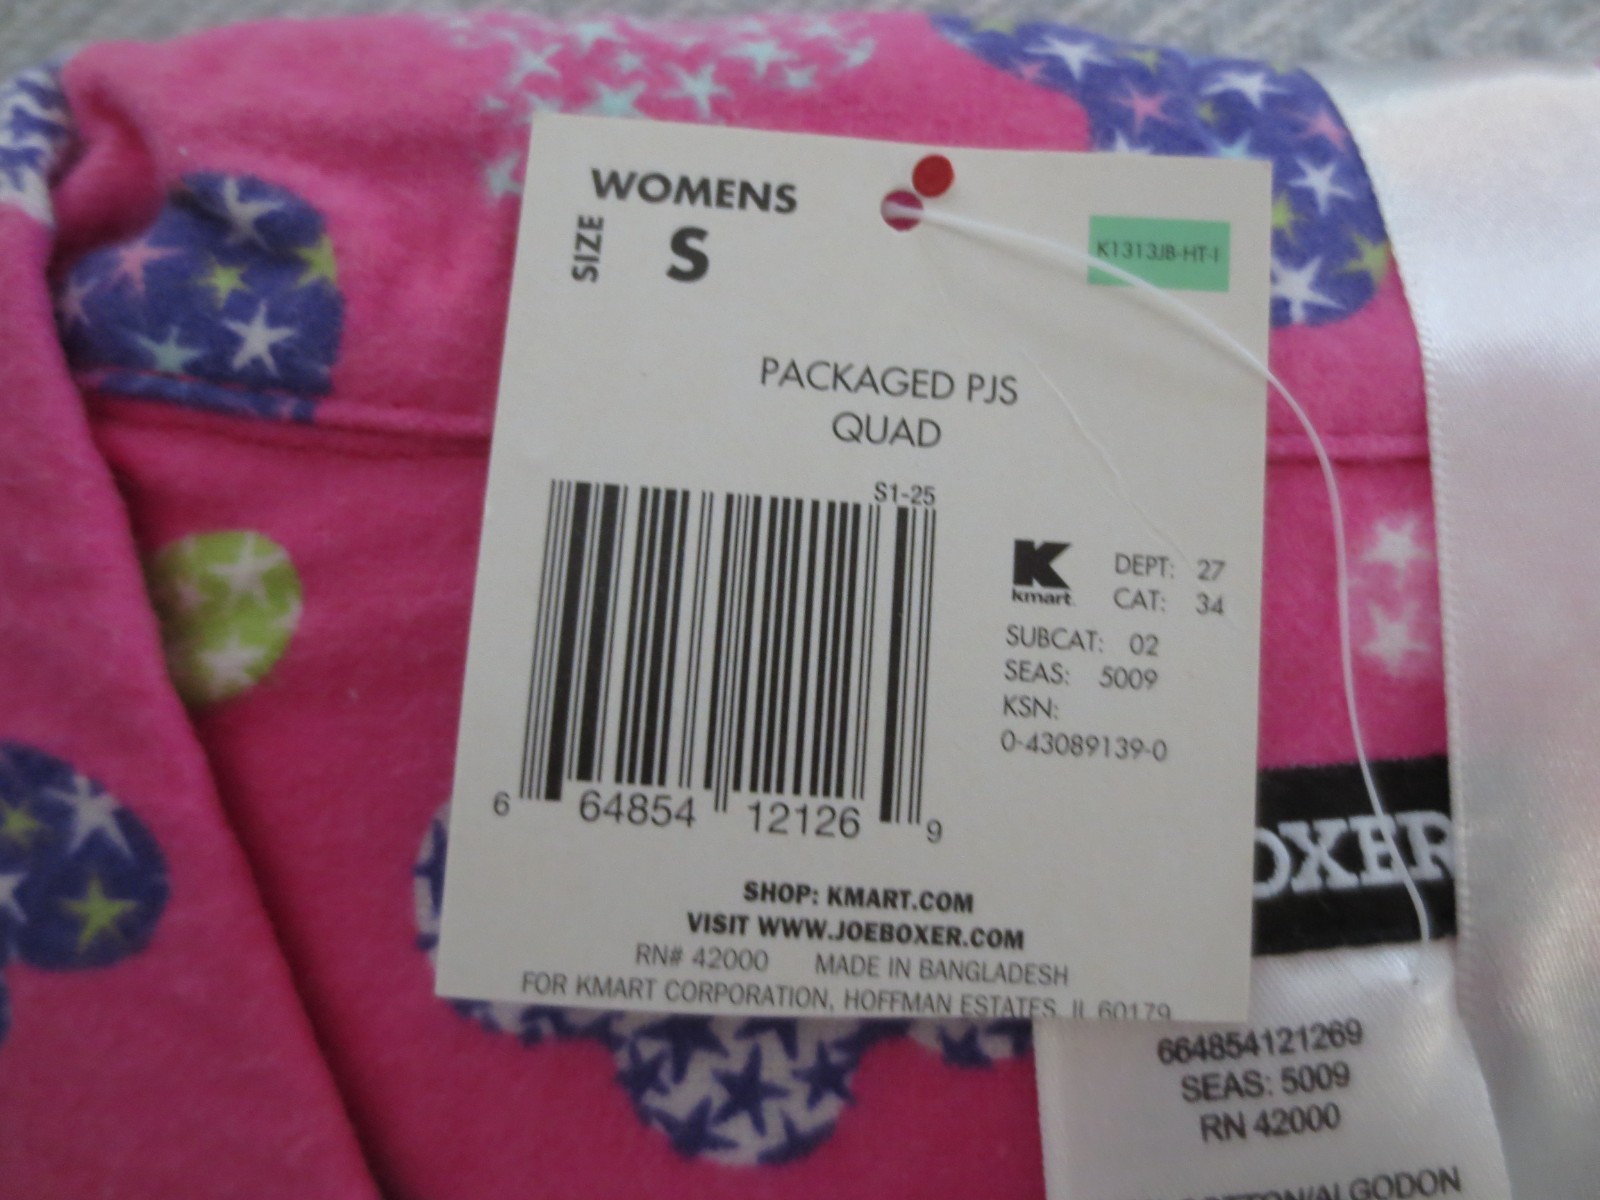 WOMENS
SIZE S
K1313JB-HT-I
PACKAGED PJS
QUAD
S1-25
K
kmart
DEPT: 27
CAT: 34
SUBCAT: 02
SEAS: 5009
KSN:
0-43089139-0
6 64854 12126 9
SHOP: KMART.COM
VISIT WWW.JOEBOXER.COM
RN# 42000 MADE IN BANGLADESH
FOR KMART CORPORATION, HOFFMAN ESTATES, IL 60179
OXER
664854121269
SEAS: 5009
RN 42000
COTTON/ALGODON